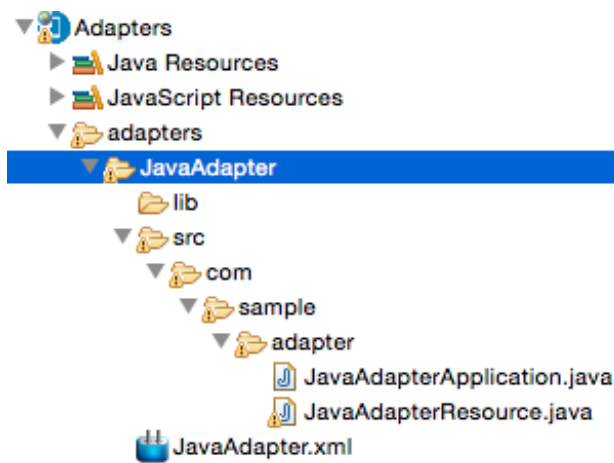 Adapters
Java Resources
JavaScript Resources
adapters
JavaAdapter
lib
src
com
sample
adapter
JavaAdapterApplication.java
JavaAdapterResource.java
JavaAdapter.xml